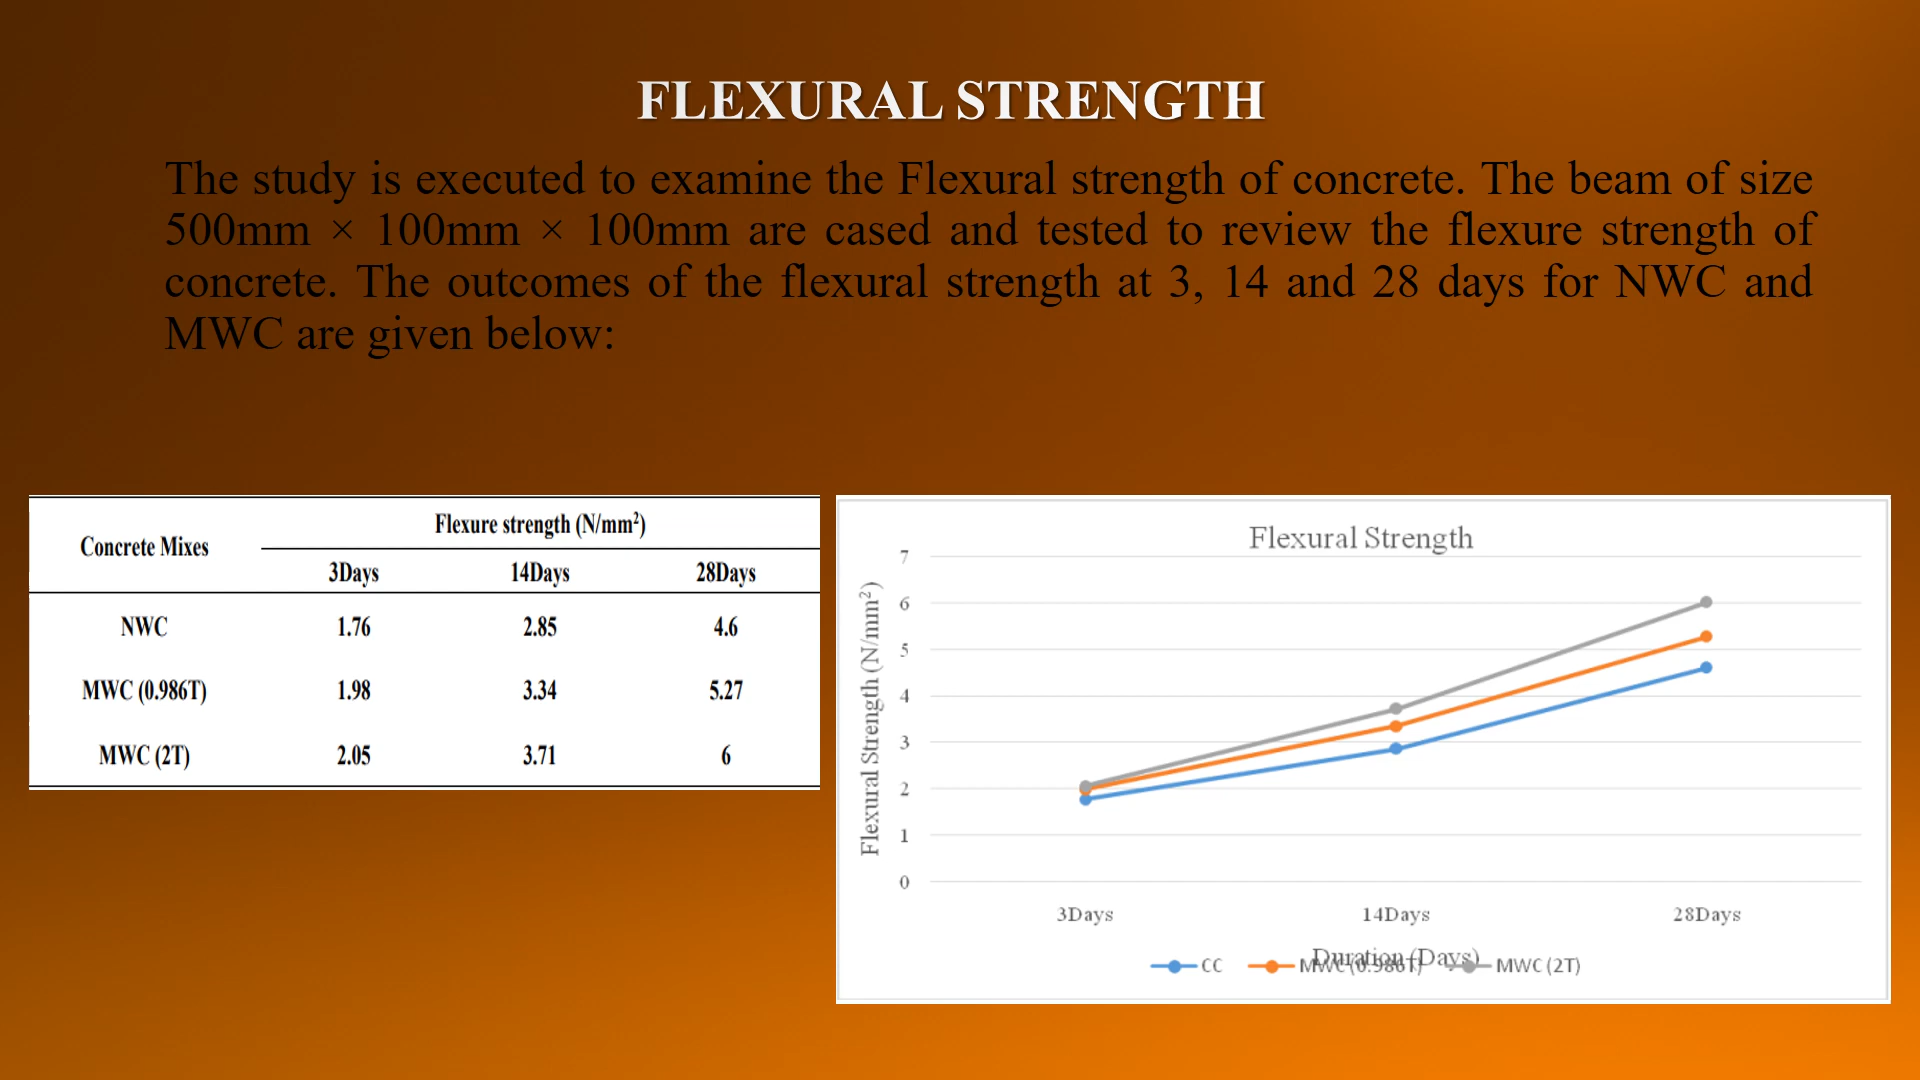 FLEXURAL STRENGTH
The study is executed to examine the Flexural strength of concrete. The beam of size
500mm × 100mm × 100mm are cased and tested to review the flexure strength of
concrete. The outcomes of the flexural strength at 3, 14 and 28 days for NWC and
MWC are given below:
Concrete Mixes
Flexure strength (N/mm²)
3Days 14Days 28Days
NWC 1.76 2.85 4.6
MWC (0.986T) 1.98 3.34 5.27
MWC (2T) 2.05 3.71 6
Flexural Strength
Flexural Strength (N/mm²)
7
6
5
4
3
2
1
0
3Days 14Days 28Days
Duration (Days)
CC MWC (0.986T) MWC (2T)